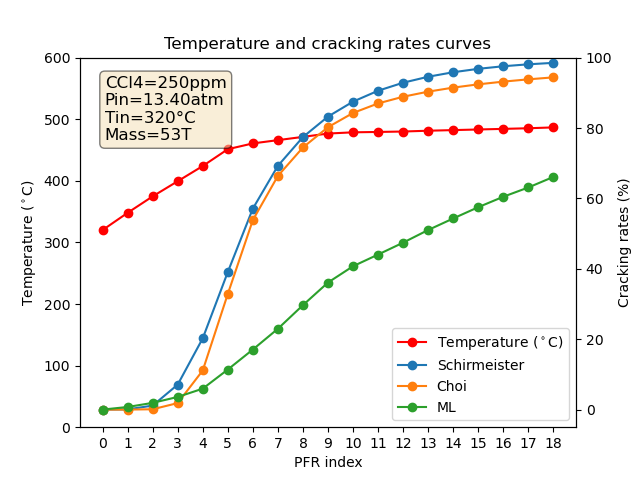 Temperature and cracking rates curves
CCl4=250ppm
Pin=13.40atm
Tin=320°C
Mass=53T
600
500
400
300
200
100
0
Temperature (°C)
100
80
60
40
20
0
Cracking rates (%)
Temperature (°C)
Schirmeister
Choi
ML
0 1 2 3 4 5 6 7 8 9 10 11 12 13 14 15 16 17 18
PFR index